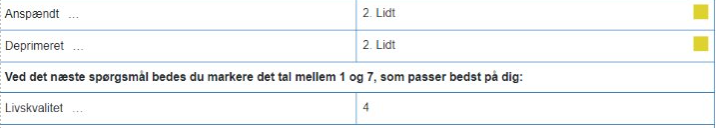 Anspændt ... 2. Lidt
Deprimeret ... 2. Lidt
Ved det næste spørgsmål bedes du markere det tal mellem 1 og 7, som passer bedst på dig:
Livskvalitet ... 4